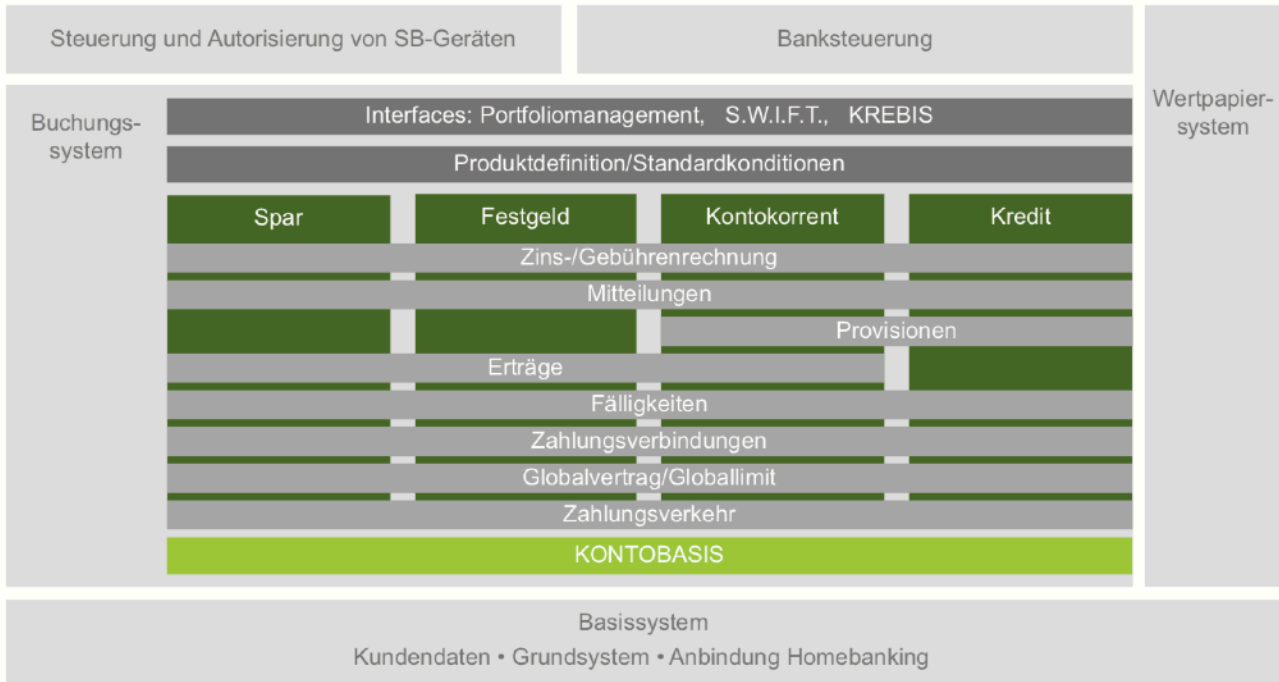 Steuerung und Autorisierung von SB-Geräten
Banksteuerung
Wertpapier-
system
Buchungs-
system
Interfaces: Portfoliomanagement, S.W.I.F.T., KREBIS
Produktdefinition/Standardkonditionen
Spar
Festgeld
Kontokorrent
Kredit
Zins-/Gebührenrechnung
Mitteilungen
Provisionen
Erträge
Fälligkeiten
Zahlungsverbindungen
Globalvertrag/Globallimit
Zahlungsverkehr
KONTOBASIS
Basissystem
Kundendaten • Grundsystem • Anbindung Homebanking